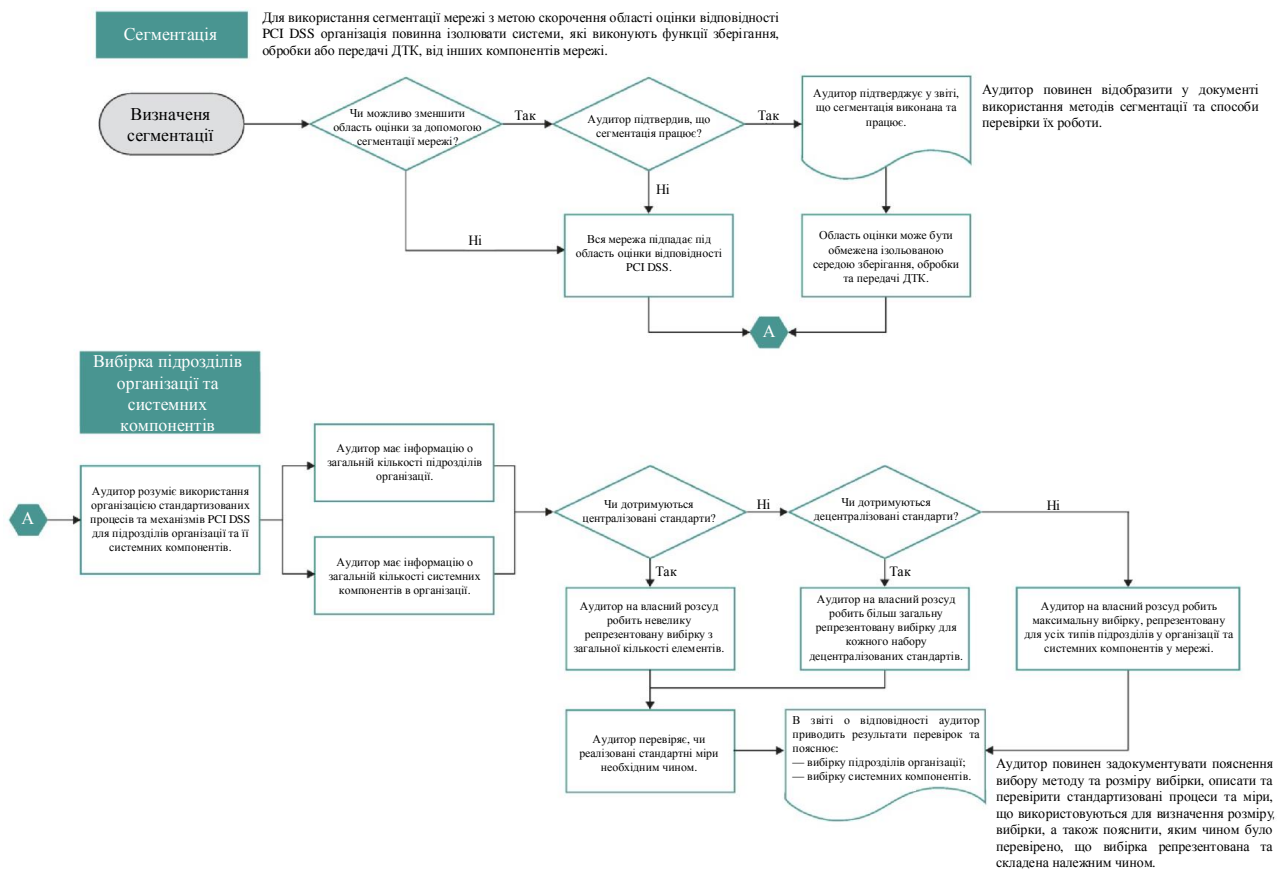 Сегментація
Для використання сегментації мережі з метою скорочення області оцінки відповідності
PCI DSS організація повинна ізолювати системи, які виконують функції зберігання,
обробки або передачі ДТК, від інших компонентів мережі.
Визначеня
сегментації
Чи можливо зменшити
область оцінки за допомогою
сегментації мережі?
Так
Аудитор підтвердив, що
сегментація працює?
Так
Аудитор підтверджує у звіті,
що сегментація виконана та
працює.
Аудитор повинен відобразити у документі
використання методів сегментації та способи
перевірки їх роботи.
Ні
Ні
Вся мережа підпадає під
область оцінки відповідності
PCI DSS.
Область оцінки може бути
обмежена ізольованою
середою зберігання, обробки
та передачі ДТК.
А
Вибірка підрозділів
організації та
системних
компонентів
А
Аудитор розуміє використання
організацією стандартизованих
процесів та механізмів PCI DSS
для підрозділів організації та її
системних компонентів.
Аудитор має інформацію о
загальній кількості підрозділів
організації.
Аудитор має інформацію о
загальній кількості системних
компонентів в організації.
Чи дотримуються
централізовані стандарти?
Ні
Чи дотримуються
децентралізовані стандарти?
Ні
Так
Так
Аудитор на власний розсуд
робить невелику
репрезентовану вибірку з
загальної кількості елементів.
Аудитор на власний розсуд
робить більш загальну
репрезентовану вибірку для
кожного набору
децентралізованих стандартів.
Аудитор на власний розсуд робить
максимальну вибірку, репрезентовану
для усіх типів підрозділів у організації та
системних компонентів у мережі.
Аудитор перевіряє, чи
реалізовані стандартні міри
необхідним чином.
В звіті о відповідності аудитор
приводить результати перевірок та
пояснює:
— вибірку підрозділів організації;
— вибірку системних компонентів.
Аудитор повинен задокументувати пояснення
вибору методу та розміру вибірки, описати та
перевірити стандартизовані процеси та міри,
що використовуються для визначення розміру,
вибірки, а також пояснити, яким чином було
перевірено, що вибірка репрезентована та
складена належним чином.